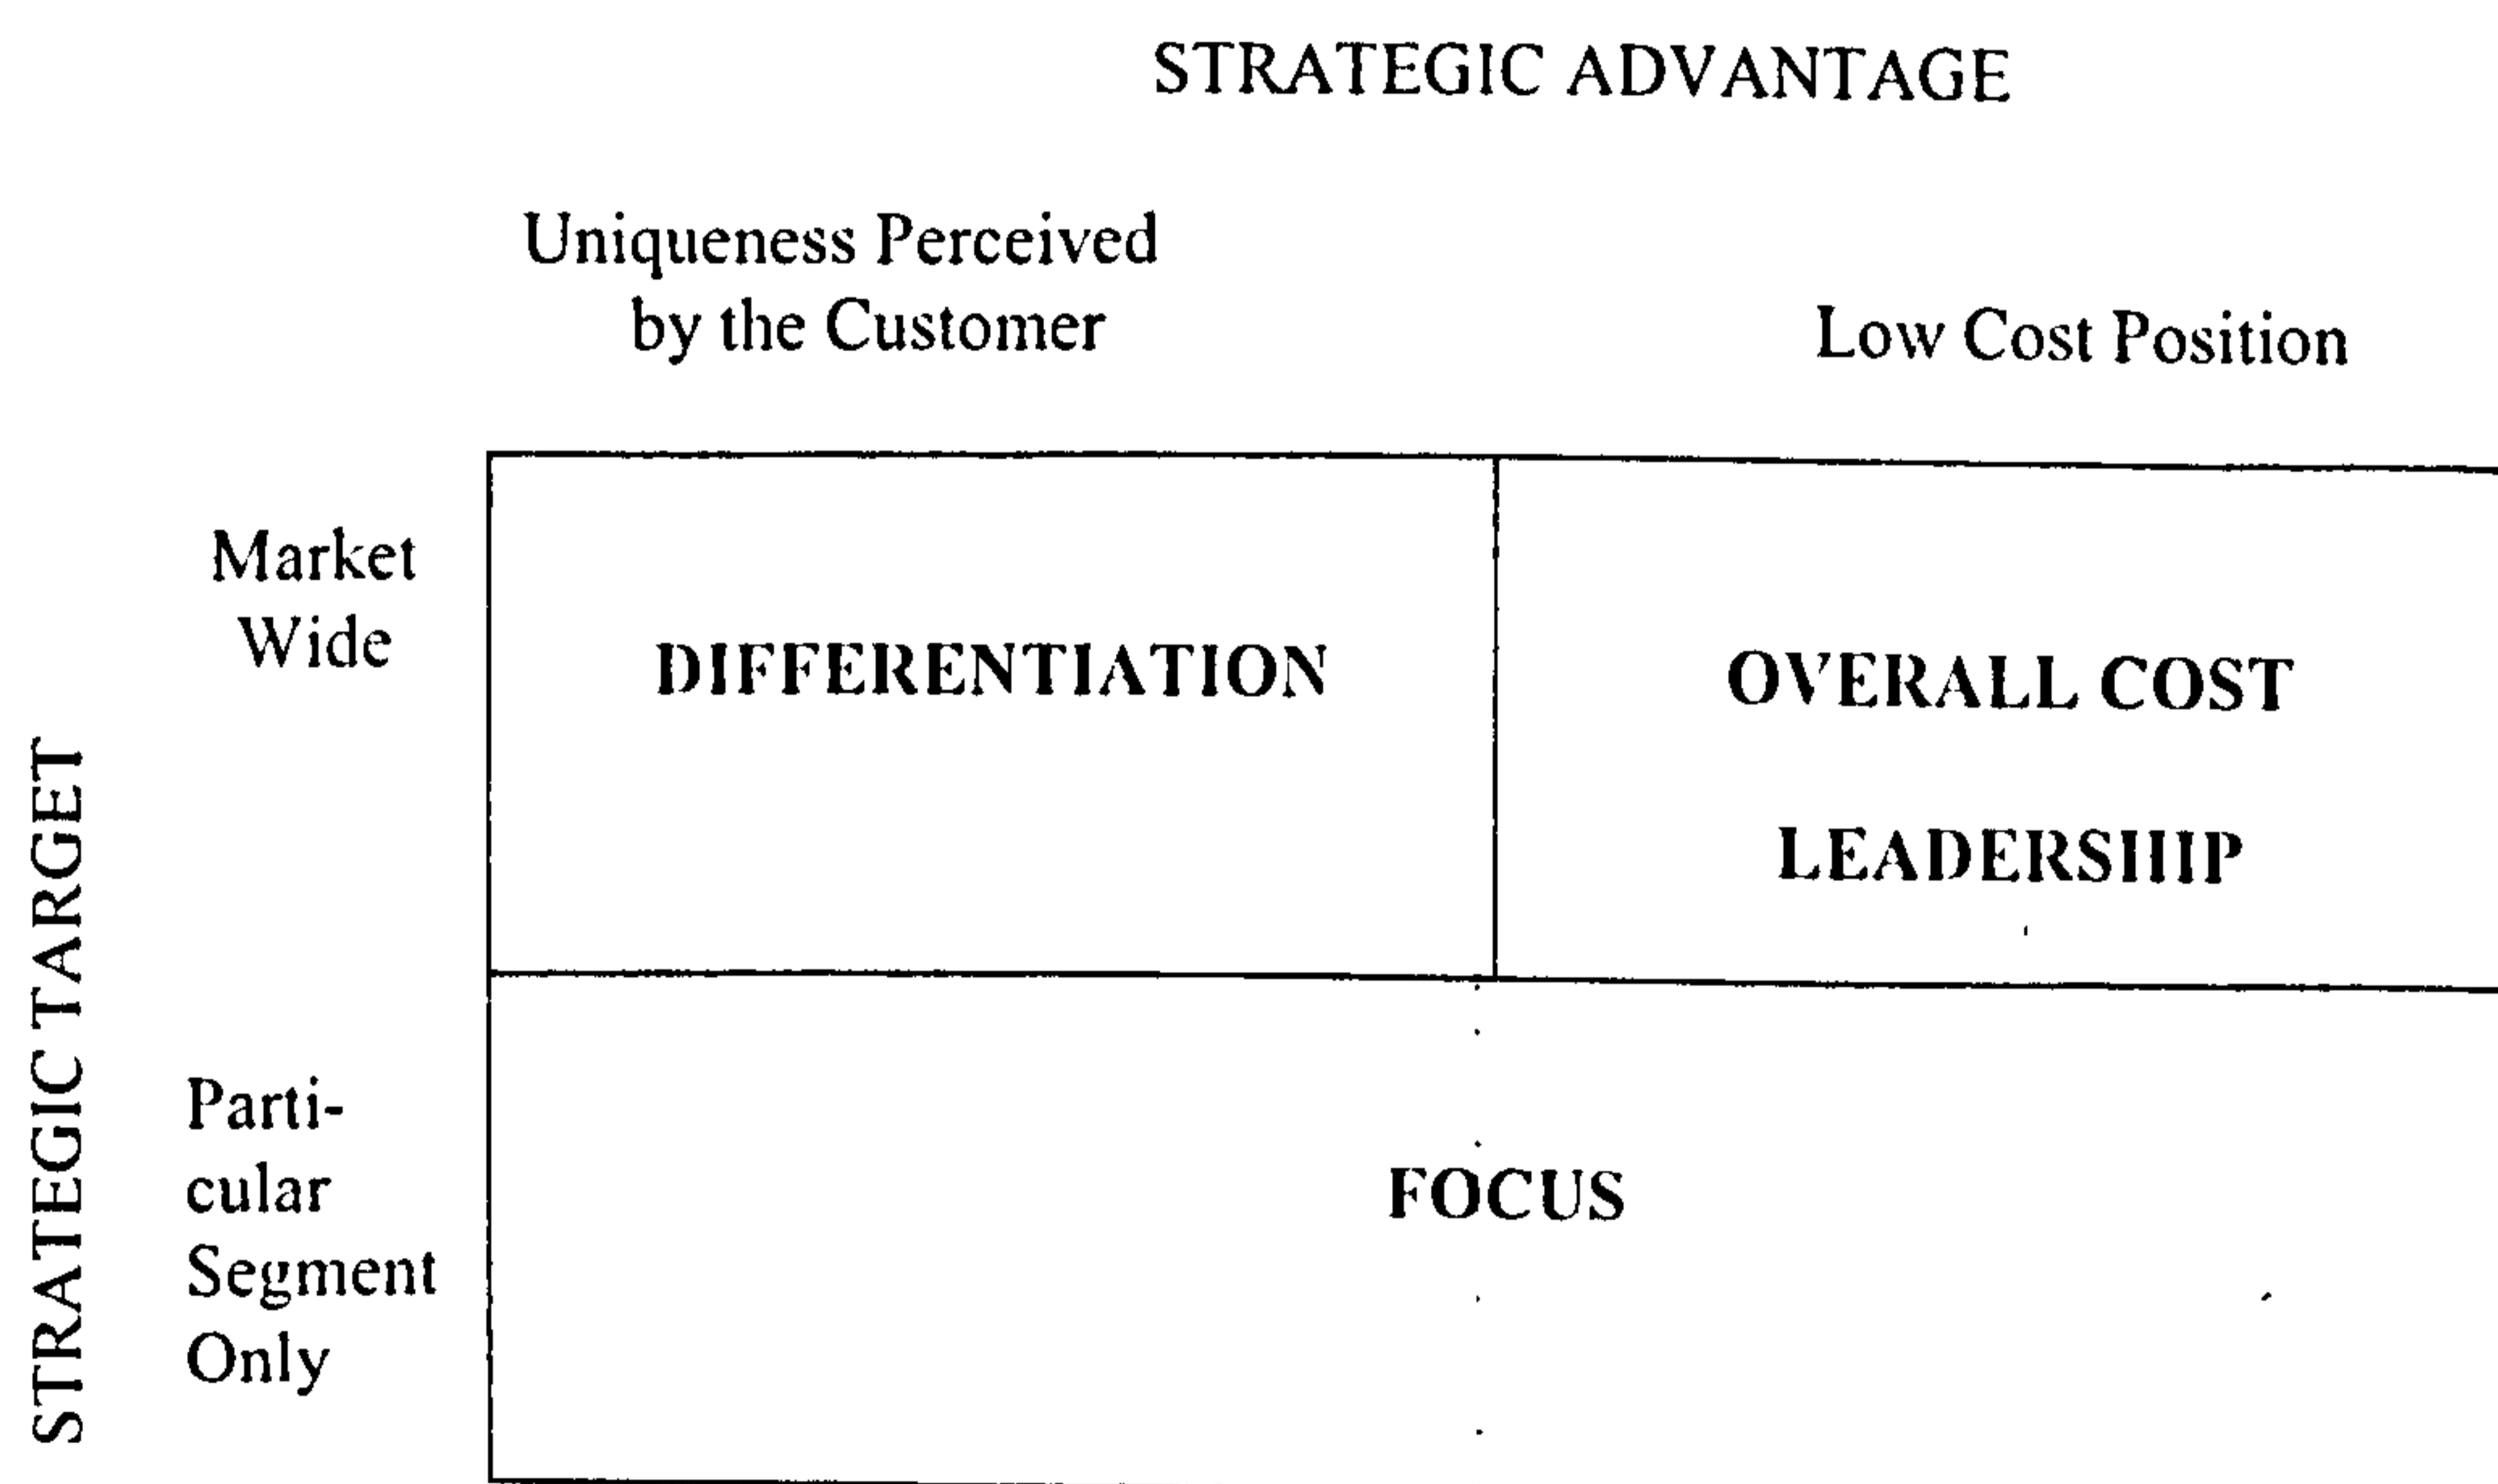 STRATEGIC ADVANTAGE
Uniqueness Perceived
by the Customer
Low Cost Position
Market
Wide
DIFFERENTIATION
OVERALL COST
LEADERSHIP
STRATEGIC TARGET
Parti-
cular
Segment
Only
FOCUS